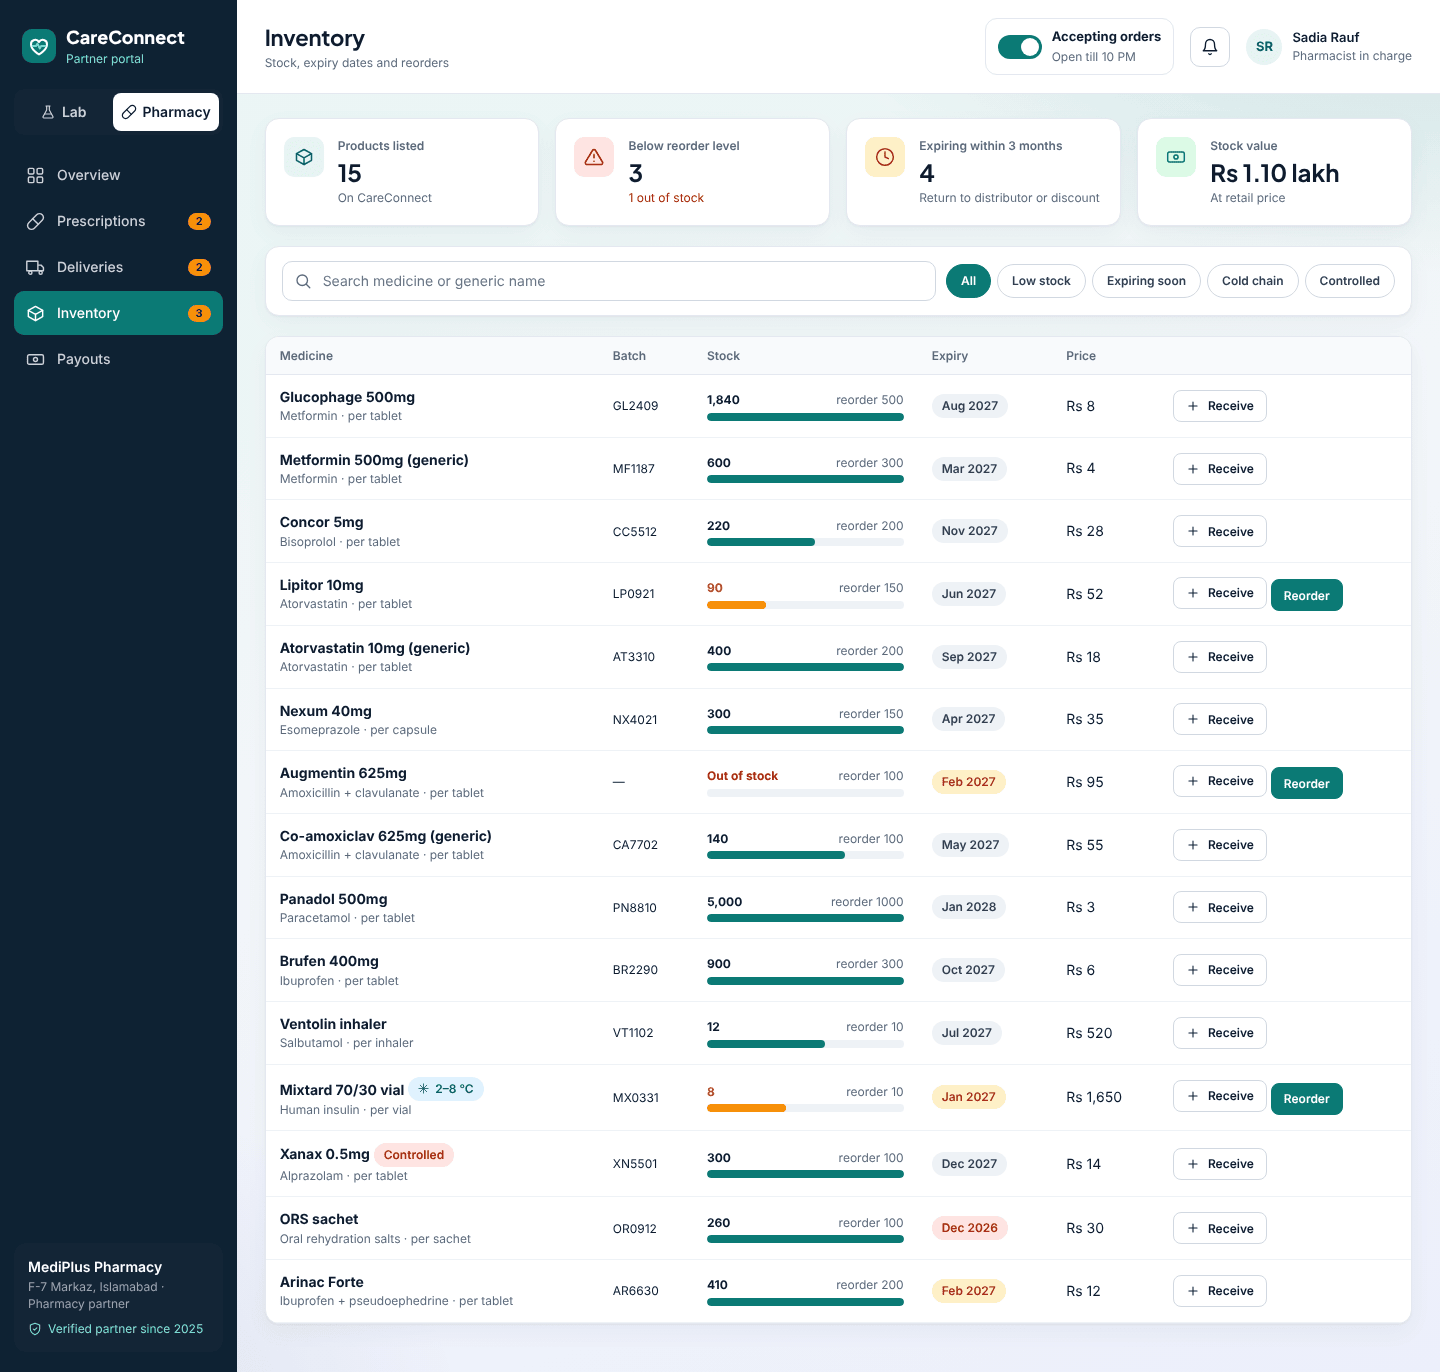 CareConnect
Partner portal
Lab
Pharmacy
Overview
Prescriptions 2
Deliveries 2
Inventory 3
Payouts
MediPlus Pharmacy
F-7 Markaz, Islamabad ·
Pharmacy partner
Verified partner since 2025
Inventory
Stock, expiry dates and reorders
Accepting orders
Open till 10 PM
SR
Sadia Rauf
Pharmacist in charge
Products listed
15
On CareConnect
Below reorder level
3
1 out of stock
Expiring within 3 months
4
Return to distributor or discount
Stock value
Rs 1.10 lakh
At retail price
Search medicine or generic name
All
Low stock
Expiring soon
Cold chain
Controlled
Medicine Batch Stock Expiry Price
Glucophage 500mg
Metformin · per tablet
GL2409
1,840 reorder 500
Aug 2027
Rs 8
+ Receive
Metformin 500mg (generic)
Metformin · per tablet
MF1187
600 reorder 300
Mar 2027
Rs 4
+ Receive
Concor 5mg
Bisoprolol · per tablet
CC5512
220 reorder 200
Nov 2027
Rs 28
+ Receive
Lipitor 10mg
Atorvastatin · per tablet
LP0921
90 reorder 150
Jun 2027
Rs 52
+ Receive
Reorder
Atorvastatin 10mg (generic)
Atorvastatin · per tablet
AT3310
400 reorder 200
Sep 2027
Rs 18
+ Receive
Nexum 40mg
Esomeprazole · per capsule
NX4021
300 reorder 150
Apr 2027
Rs 35
+ Receive
Augmentin 625mg
Amoxicillin + clavulanate · per tablet
—
Out of stock reorder 100
Feb 2027
Rs 95
+ Receive
Reorder
Co-amoxiclav 625mg (generic)
Amoxicillin + clavulanate · per tablet
CA7702
140 reorder 100
May 2027
Rs 55
+ Receive
Panadol 500mg
Paracetamol · per tablet
PN8810
5,000 reorder 1000
Jan 2028
Rs 3
+ Receive
Brufen 400mg
Ibuprofen · per tablet
BR2290
900 reorder 300
Oct 2027
Rs 6
+ Receive
Ventolin inhaler
Salbutamol · per inhaler
VT1102
12 reorder 10
Jul 2027
Rs 520
+ Receive
Mixtard 70/30 vial 2–8 °C
Human insulin · per vial
MX0331
8 reorder 10
Jan 2027
Rs 1,650
+ Receive
Reorder
Xanax 0.5mg Controlled
Alprazolam · per tablet
XN5501
300 reorder 100
Dec 2027
Rs 14
+ Receive
ORS sachet
Oral rehydration salts · per sachet
OR0912
260 reorder 100
Dec 2026
Rs 30
+ Receive
Arinac Forte
Ibuprofen + pseudoephedrine · per tablet
AR6630
410 reorder 200
Feb 2027
Rs 12
+ Receive